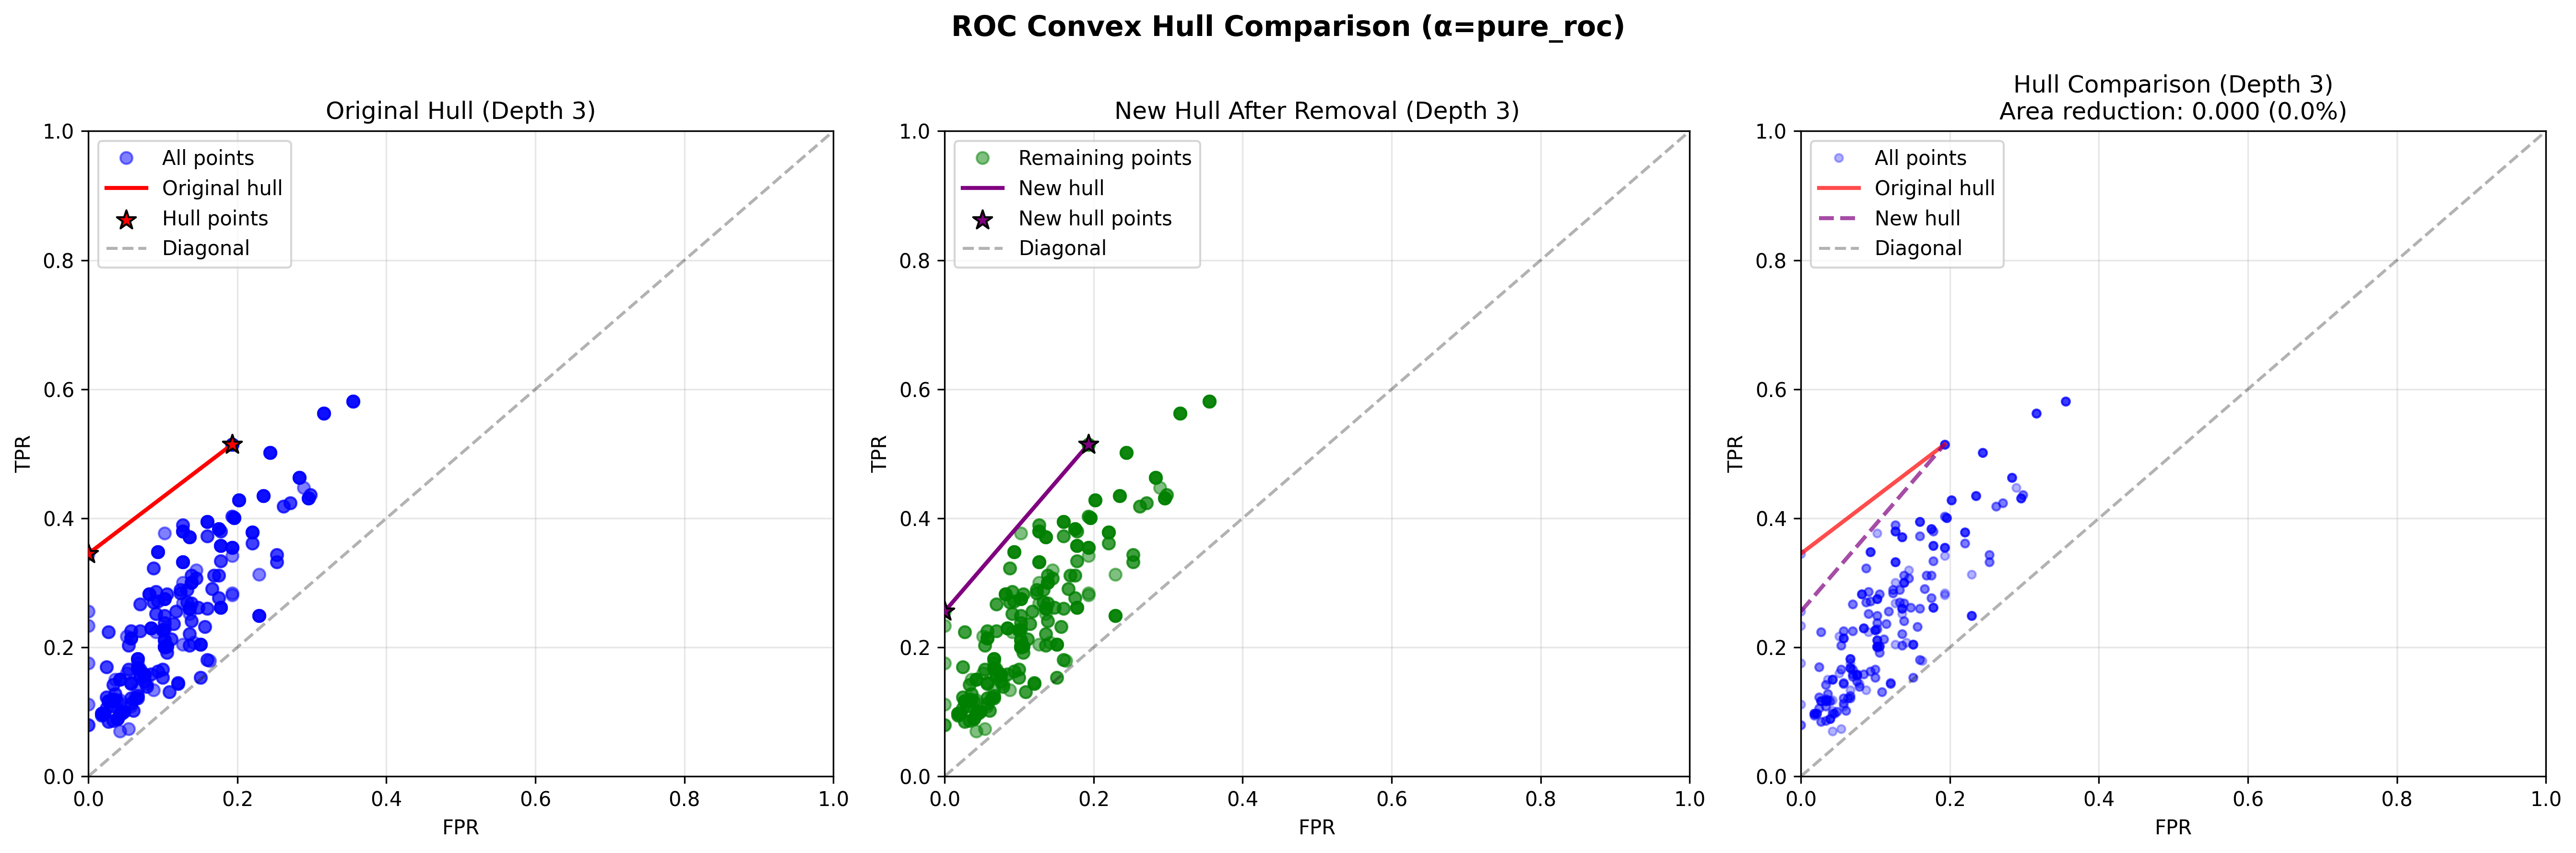 ROC Convex Hull Comparison (α=pure_roc)
Original Hull (Depth 3)
1.0
0.8
0.6
0.4
0.2
0.0
TPR
All points
Original hull
Hull points
Diagonal
0.0 0.2 0.4 0.6 0.8 1.0
FPR
New Hull After Removal (Depth 3)
1.0
0.8
0.6
0.4
0.2
0.0
TPR
Remaining points
New hull
New hull points
Diagonal
0.0 0.2 0.4 0.6 0.8 1.0
FPR
Hull Comparison (Depth 3)
Area reduction: 0.000 (0.0%)
1.0
0.8
0.6
0.4
0.2
0.0
TPR
All points
Original hull
New hull
Diagonal
0.0 0.2 0.4 0.6 0.8 1.0
FPR